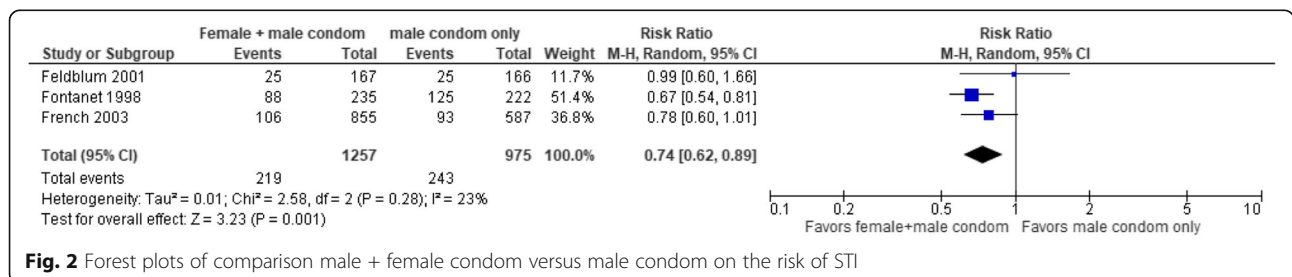 Female + male condom male condom only Risk Ratio Risk Ratio
Study or Subgroup Events Total Events Total Weight M-H, Random, 95% CI M-H, Random, 95% CI
Feldblum 2001 25 167 25 166 11.7% 0.99 [0.60, 1.66]
Fontanet 1998 88 235 125 222 51.4% 0.67 [0.54, 0.81]
French 2003 106 855 93 587 36.8% 0.78 [0.60, 1.01]
Total (95% CI) 1257 975 100.0% 0.74 [0.62, 0.89]
Total events 219 243
Heterogeneity: Tau² = 0.01; Chi² = 2.58, df = 2 (P = 0.28); I² = 23%
Test for overall effect: Z = 3.23 (P = 0.001)
0.1 0.2 0.5 1 2 5 10
Favors female+male condom Favors male condom only
Fig. 2 Forest plots of comparison male + female condom versus male condom on the risk of STI